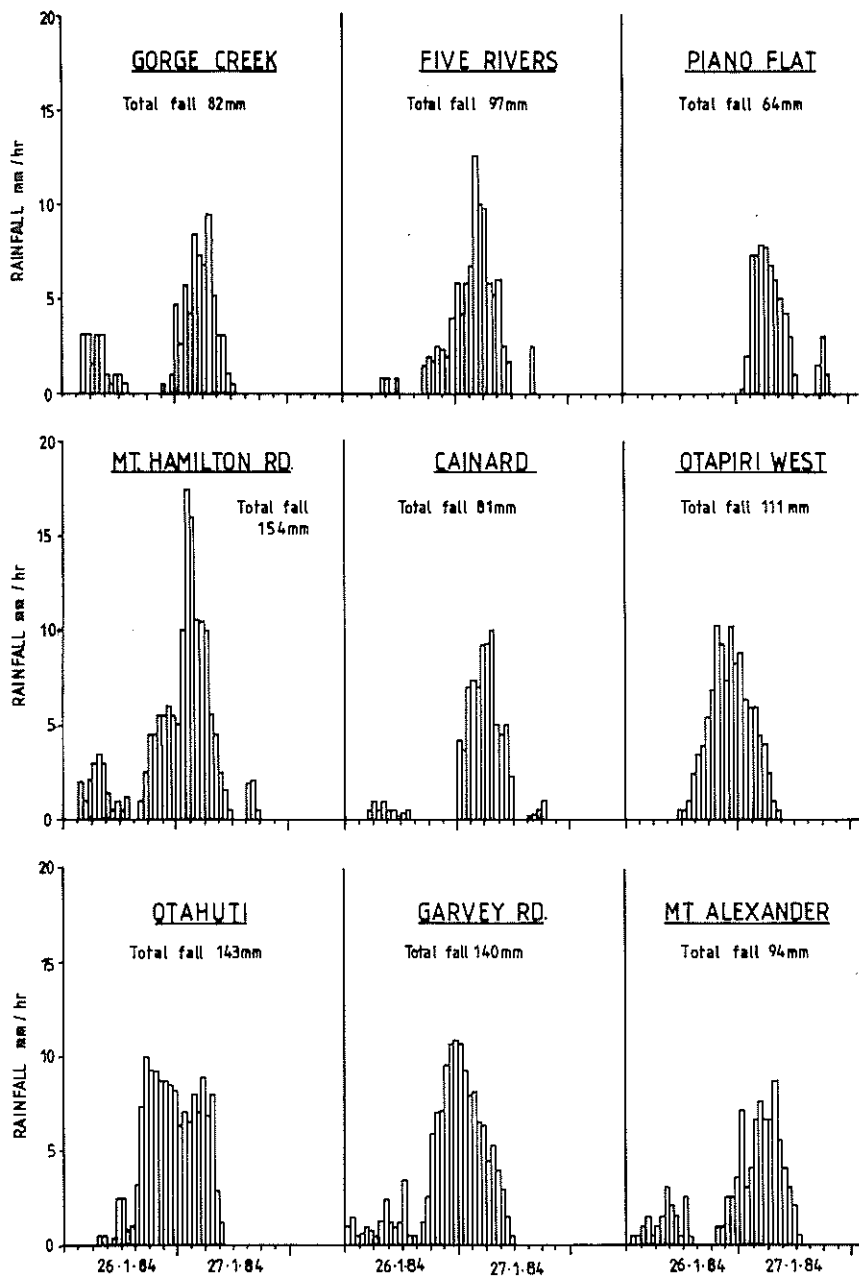 20
15
10
5
0
RAINFALL mm/hr
GORGE CREEK
Total fall 82mm
FIVE RIVERS
Total fall 97mm
PIANO FLAT
Total fall 64mm
20
15
10
5
0
RAINFALL mm/hr
MT. HAMILTON RD.
Total fall
154mm
CAINARD
Total fall 81mm
OTAPIRI WEST
Total fall 111mm
20
15
10
5
0
RAINFALL mm/hr
OTAHUTI
Total fall 143mm
GARVEY RD.
Total fall 140mm
MT ALEXANDER
Total fall 94mm
26·1·84 27·1·84 26·1·84 27·1·84 26·1·84 27·1·84